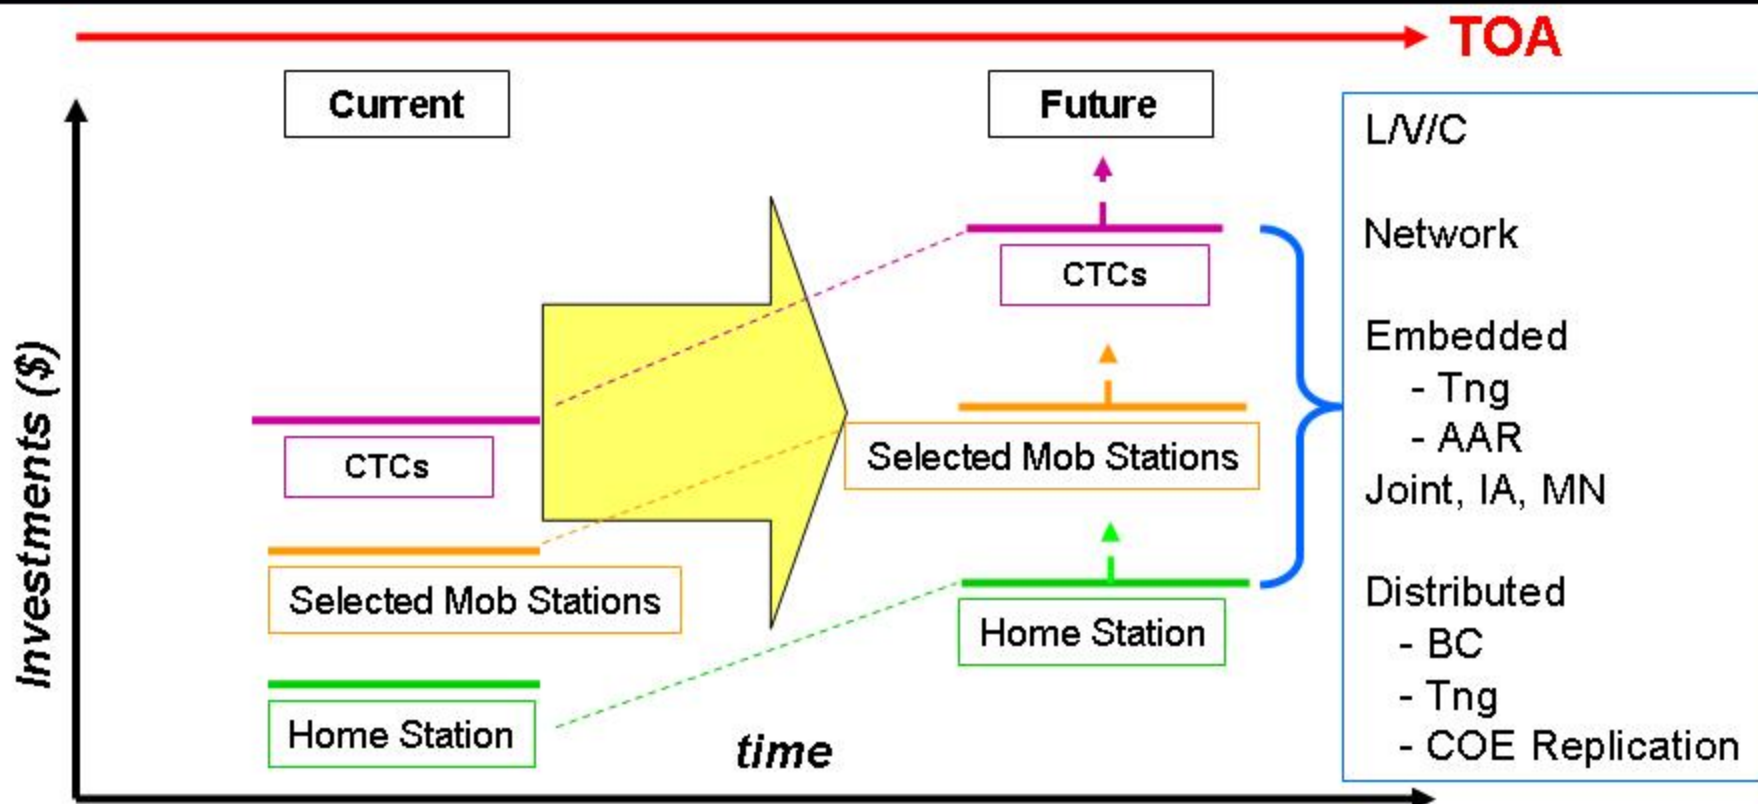 TOA
Current
Future
L/V/C
Network
Embedded
- Tng
- AAR
Joint, IA, MN
Distributed
- BC
- Tng
- COE Replication
CTCs
Selected Mob Stations
Home Station
CTCs
Selected Mob Stations
Home Station
Investments ($)
time